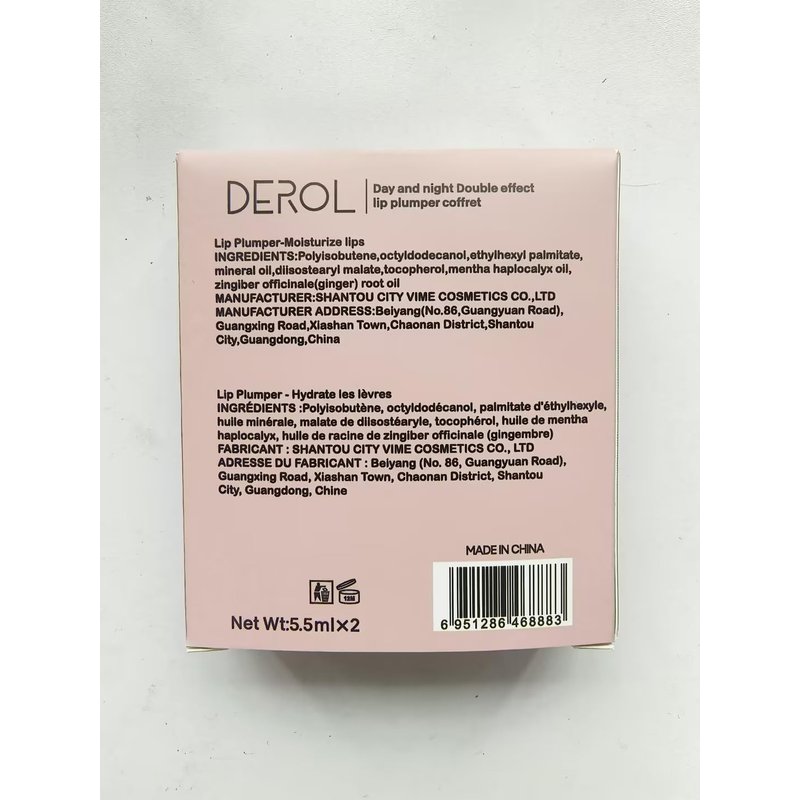 DEROL
Day and night Double effect
lip plumper coffret
Lip Plumper-Moisturize lips
INGREDIENTS:Polyisobutene,octyldodecanol,ethylhexyl palmitate,
mineral oil,diisostearyl malate,tocopherol,mentha haplocalyx oil,
zingiber officinale(ginger) root oil
MANUFACTURER:SHANTOU CITY VIME COSMETICS CO.,LTD
MANUFACTURER ADDRESS:Beiyang(No.86,Guangyuan Road),
Guangxing Road,Xiashan Town,Chaonan District,Shantou
City,Guangdong,China
Lip Plumper - Hydrate les lèvres
INGRÉDIENTS :Polyisobutène, octyldodécanol, palmitate d'éthylhexyle,
huile minérale, malate de diisostéaryle, tocophérol, huile de mentha
haplocalyx, huile de racine de zingiber officinale (gingembre)
FABRICANT : SHANTOU CITY VIME COSMETICS CO., LTD
ADRESSE DU FABRICANT : Beiyang (No. 86, Guangyuan Road),
Guangxing Road, Xiashan Town, Chaonan District, Shantou
City, Guangdong, Chine
MADE IN CHINA
12M
Net Wt:5.5ml×2
6 951286 468883